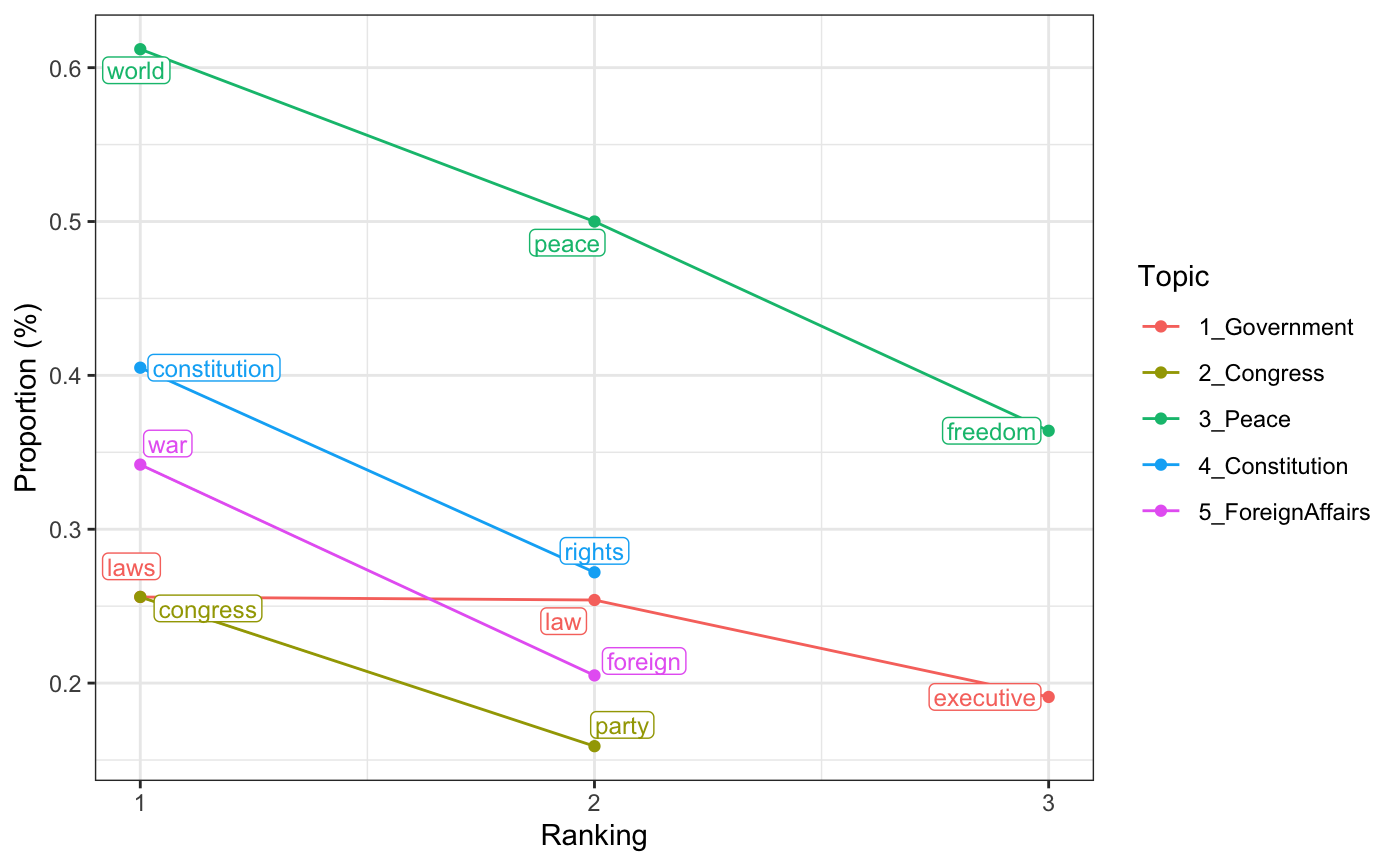 0.6
0.5
0.4
0.3
0.2
Proportion (%)
world
peace
freedom
constitution
war
rights
laws
congress
law
foreign
executive
party
1
2
3
Ranking
Topic
1_Government
2_Congress
3_Peace
4_Constitution
5_ForeignAffairs